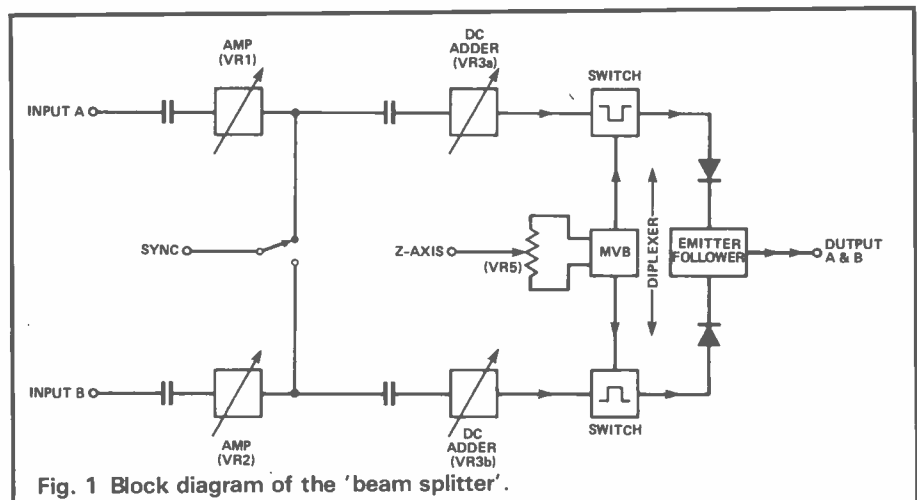 AMP
(VR1)
DC
ADDER
(VR3a)
SWITCH
INPUT A
SYNC
Z-AXIS
(VR5)
MVB
DIPLEXER
EMITTER
FOLLOWER
OUTPUT
A & B
INPUT B
AMP
(VR2)
DC
ADDER
(VR3b)
SWITCH
Fig. 1 Block diagram of the 'beam splitter'.